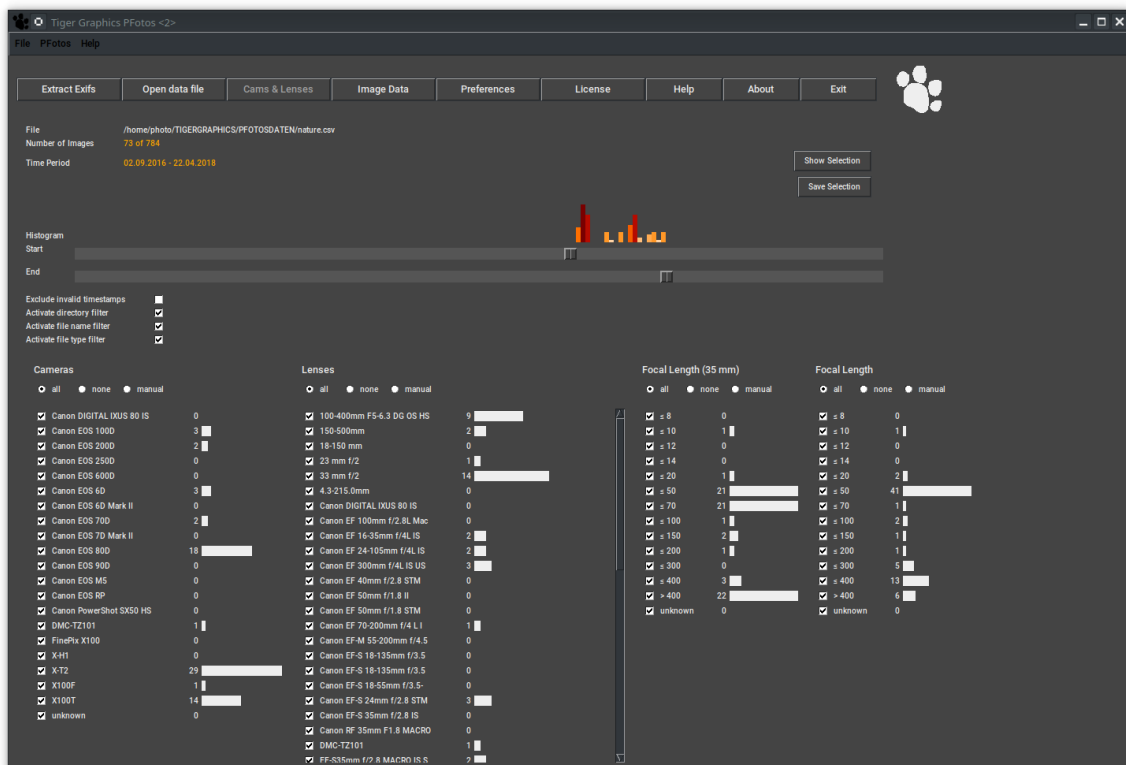 Tiger Graphics PFotos <2>
File PFotos Help
Extract Exifs Open data file Cams & Lenses Image Data Preferences License Help About Exit
File /home/photo/TIGERGRAPHICS/PFOTOSDATEN/nature.csv
Number of Images 73 of 784
Time Period 02.09.2016 - 22.04.2018
Show Selection
Save Selection
Histogram
Start
End
Exclude invalid timestamps
Activate directory filter
Activate file name filter
Activate file type filter
Cameras
all none manual
Canon DIGITAL IXUS 80 IS 0
Canon EOS 100D 3
Canon EOS 200D 2
Canon EOS 250D 0
Canon EOS 600D 0
Canon EOS 6D 3
Canon EOS 6D Mark II 0
Canon EOS 70D 2
Canon EOS 7D Mark II 0
Canon EOS 80D 18
Canon EOS 90D 0
Canon EOS M5 0
Canon EOS RP 0
Canon PowerShot SX50 HS 0
DMC-TZ101 1
FinePix X100 0
X-H1 0
X-T2 29
X100F 1
X100T 14
unknown 0
Lenses
all none manual
100-400mm F5-6.3 DG OS HS 9
150-500mm 2
18-150 mm 0
23 mm f/2 1
33 mm f/2 14
4.3-215.0mm 0
Canon DIGITAL IXUS 80 IS 0
Canon EF 100mm f/2.8L Mac 0
Canon EF 16-35mm f/4L IS 2
Canon EF 24-105mm f/4L IS 2
Canon EF 300mm f/4L IS US 3
Canon EF 40mm f/2.8 STM 0
Canon EF 50mm f/1.8 II 0
Canon EF 50mm f/1.8 STM 0
Canon EF 70-200mm f/4 L I 1
Canon EF-M 55-200mm f/4.5 0
Canon EF-S 18-135mm f/3.5 0
Canon EF-S 18-135mm f/3.5 0
Canon EF-S 18-55mm f/3.5- 0
Canon EF-S 24mm f/2.8 STM 3
Canon EF-S 35mm f/2.8 IS 0
Canon RF 35mm F1.8 MACRO 0
DMC-TZ101 1
EF-S35mm f/2.8 MACRO IS S 2
Focal Length (35 mm)
all none manual
≤ 8 0
≤ 10 1
≤ 12 0
≤ 14 0
≤ 20 1
≤ 50 21
≤ 70 21
≤ 100 1
≤ 150 2
≤ 200 1
≤ 300 0
≤ 400 3
> 400 22
unknown 0
Focal Length
all none manual
≤ 8 0
≤ 10 1
≤ 12 0
≤ 14 0
≤ 20 2
≤ 50 41
≤ 70 1
≤ 100 2
≤ 150 1
≤ 200 1
≤ 300 5
≤ 400 13
> 400 6
unknown 0